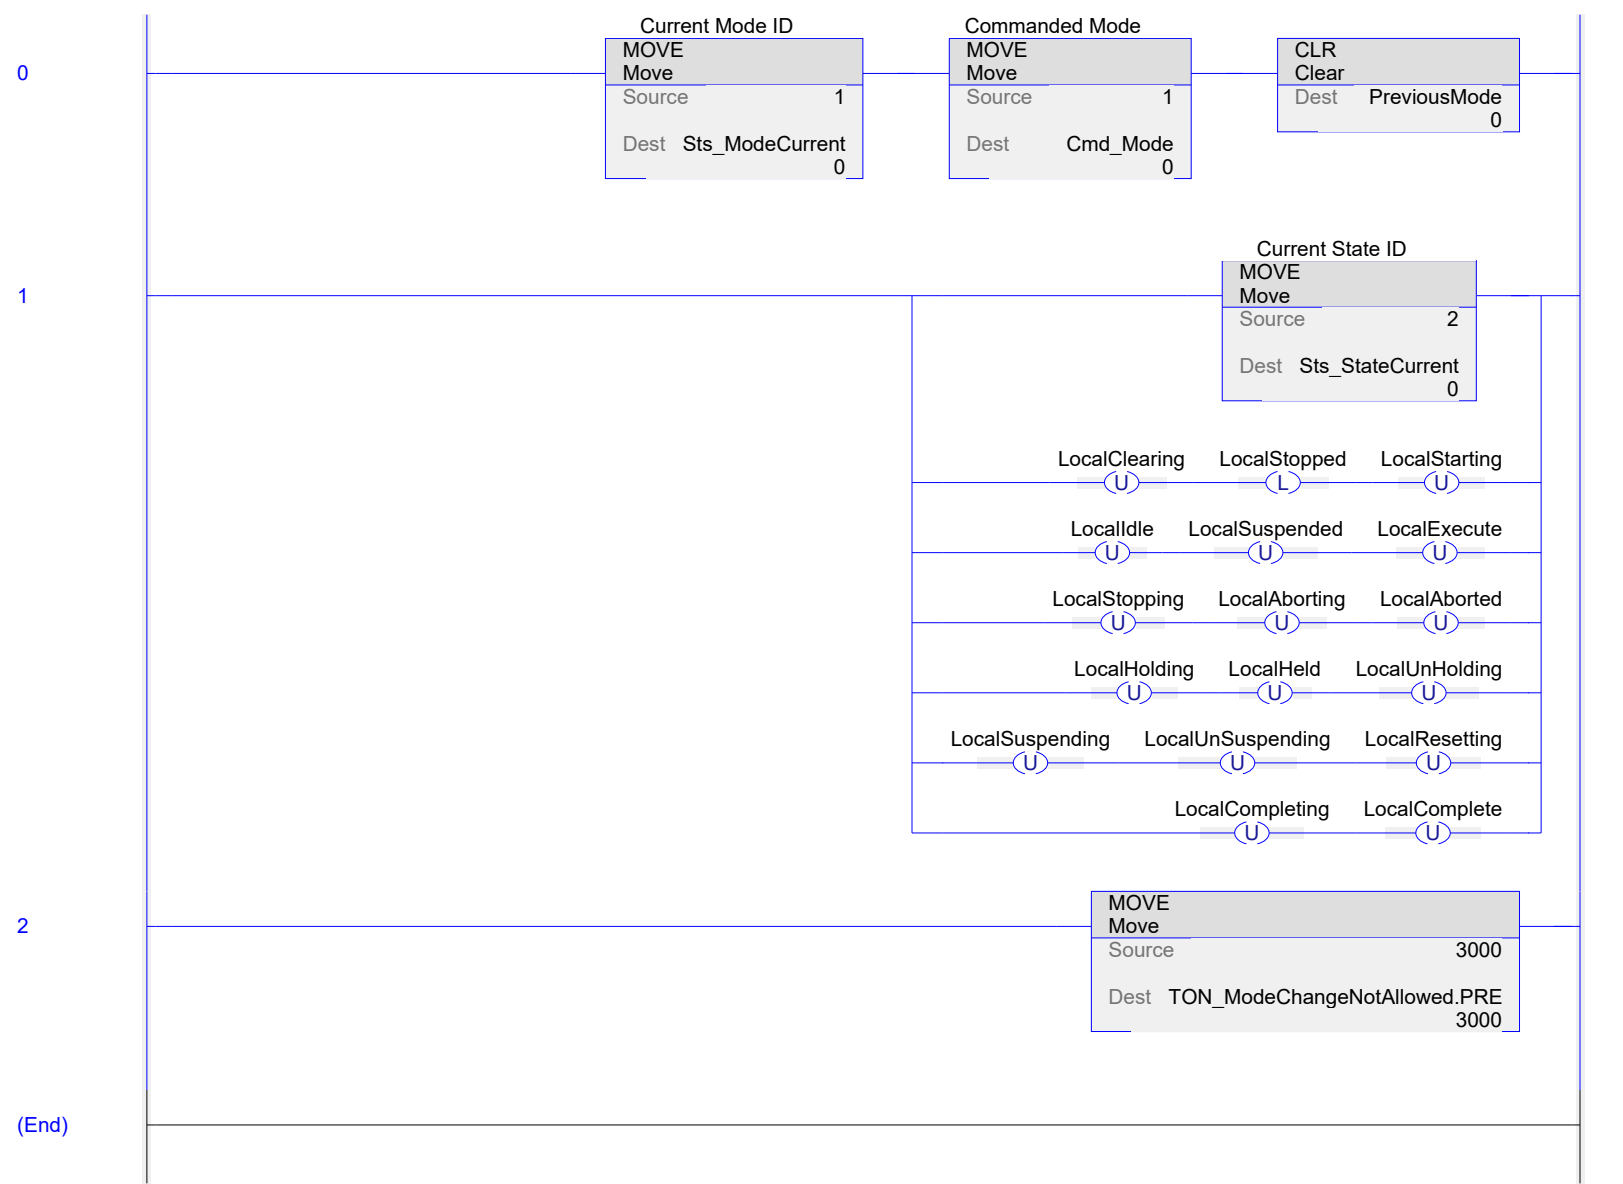 Current Mode ID
Commanded Mode
0
MOVE
Move
Source 1
Dest Sts_ModeCurrent
0
MOVE
Move
Source 1
Dest Cmd_Mode
0
CLR
Clear
Dest PreviousMode
0
Current State ID
1
MOVE
Move
Source 2
Dest Sts_StateCurrent
0
LocalClearing LocalStopped LocalStarting
U L U
LocalIdle LocalSuspended LocalExecute
U U U
LocalStopping LocalAborting LocalAborted
U U U
LocalHolding LocalHeld LocalUnHolding
U U U
LocalSuspending LocalUnSuspending LocalResetting
U U U
LocalCompleting LocalComplete
U U
2
MOVE
Move
Source 3000
Dest TON_ModeChangeNotAllowed.PRE
3000
(End)